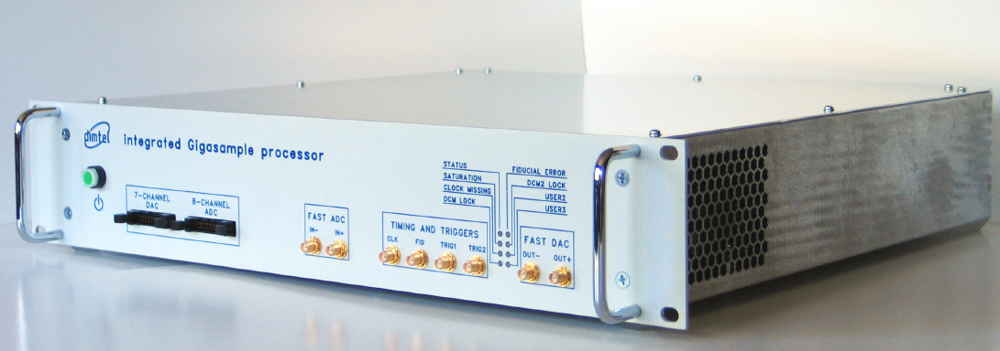 dimtel
integrated Gigasample processor
7-CHANNEL
DAC
8-CHANNEL
ADC
FAST ADC
IN- IN+
TIMING AND TRIGGERS
CLK FID TRIG1 TRIG2
STATUS
SATURATION
CLOCK MISSING
DCM LOCK
FIDUCIAL ERROR
DCM2 LOCK
USER2
USER3
FAST DAC
OUT- OUT+